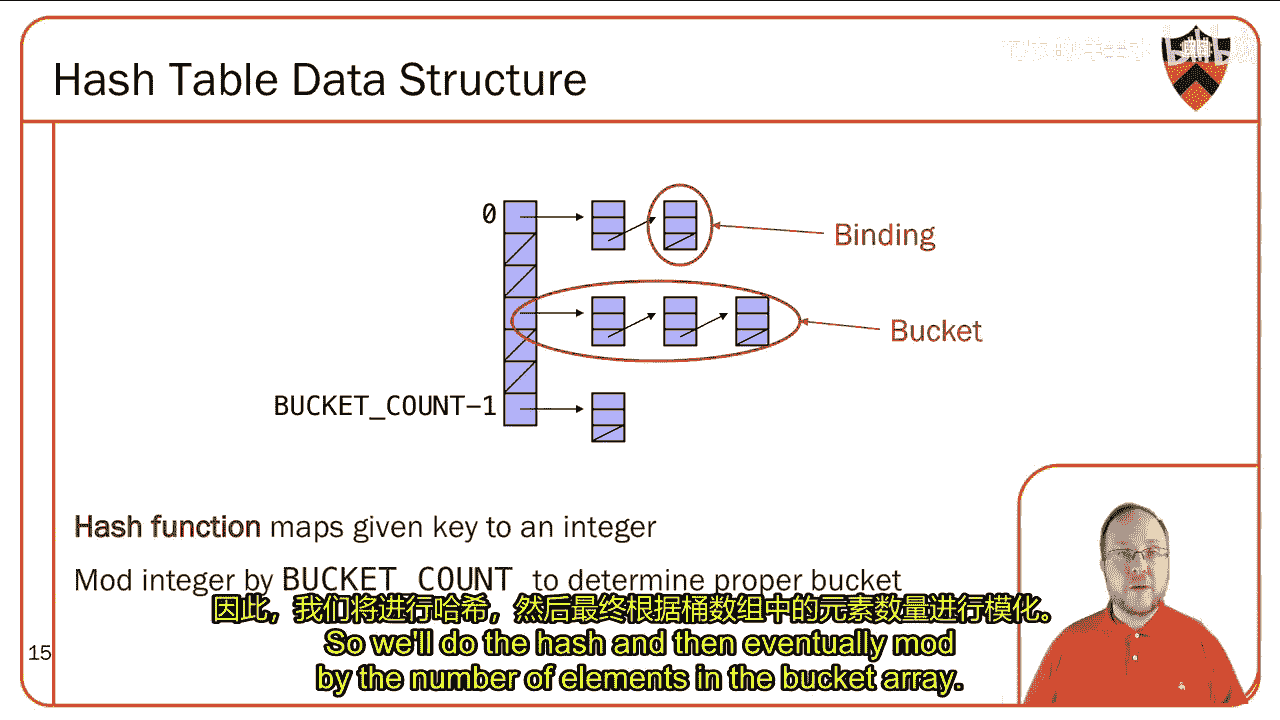 Hash Table Data Structure
0
Binding
Bucket
BUCKET_COUNT–1
Hash function maps given key to an integer
Mod integer by BUCKET_COUNT to determine proper bucket
因此，我们将进行哈希，然后最终根据桶数组中的元素数量进行模化。
So we'll do the hash and then eventually mod
by the number of elements in the bucket array.
15